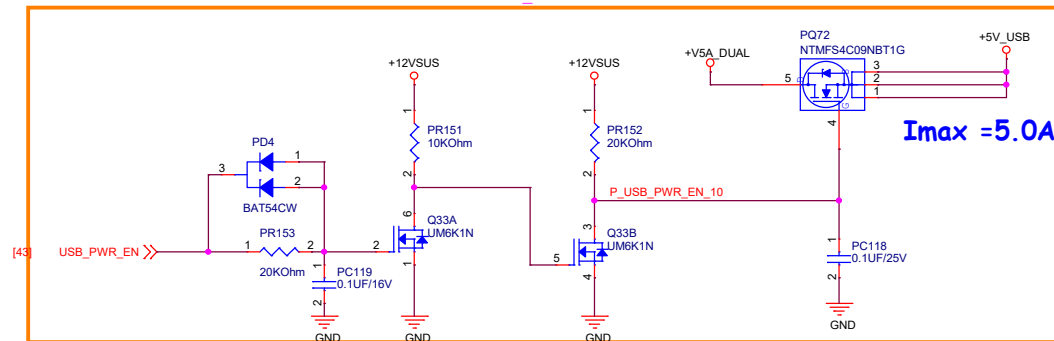 PQ72
NTMFS4C09NBT1G
+5V_USB
+12VSUS
+12VSUS
+V5A_DUAL
5
D
S
G
3
2
1
4
Imax =5.0A
1
PR151
10KOhm
2
1
PR152
20KOhm
2
PD4
3
1
2
BAT54CW
P_USB_PWR_EN_10
6
Q33A
UM6K1N
2
1
3
Q33B
UM6K1N
5
4
[43]
USB_PWR_EN
1
PR153
2
20KOhm
1
PC119
0.1UF/16V
2
1
PC118
0.1UF/25V
2
GND
GND
GND
GND